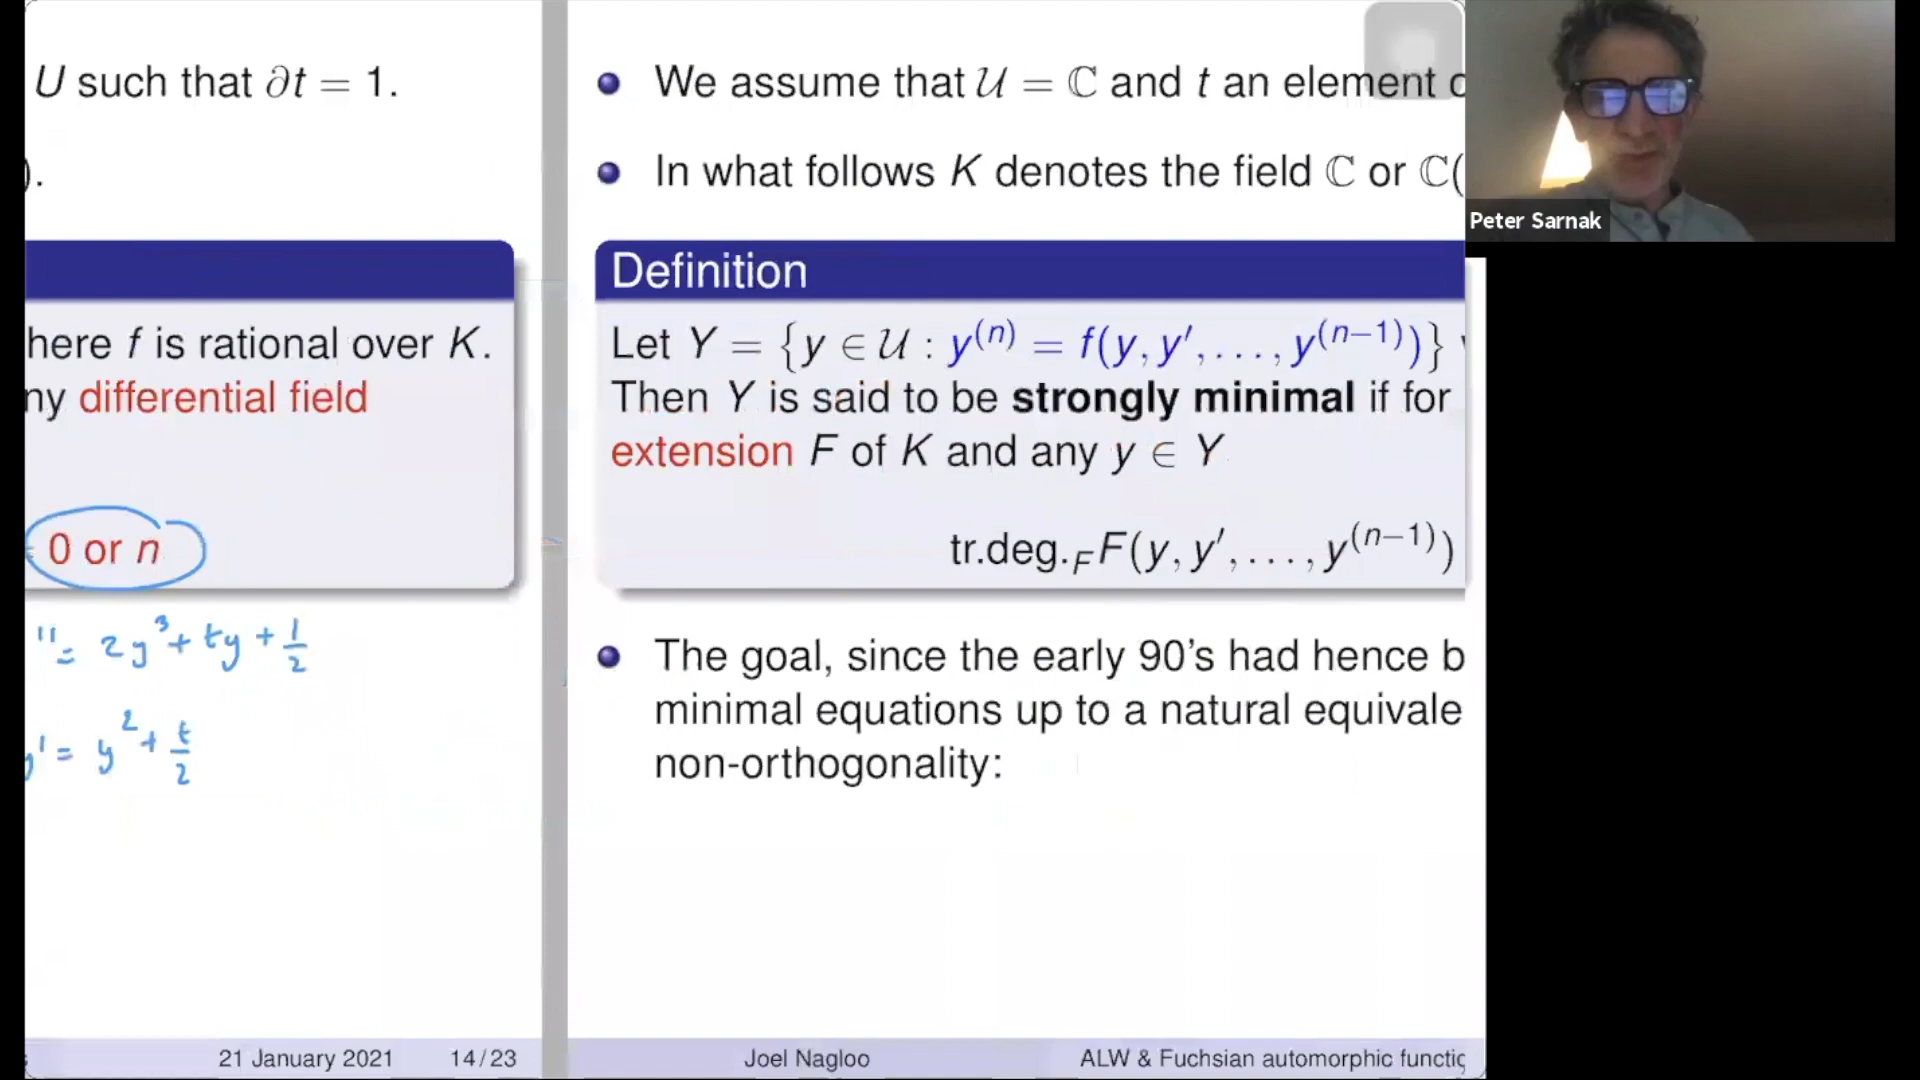 U such that ∂t = 1.
).
here f is rational over K.
ny differential field
0 or n
'' = 2y³ + ty + 1/2
y' = y² + t/2
21 January 2021 14/23
We assume that 𝒰 = ℂ and t an element
In what follows K denotes the field ℂ or ℂ(
Definition
Let Y = {y ∈ 𝒰 : y⁽ⁿ⁾ = f(y, y′, . . . , y⁽ⁿ⁻¹⁾)}
Then Y is said to be strongly minimal if for
extension F of K and any y ∈ Y
tr.deg._F F(y, y′, . . . , y⁽ⁿ⁻¹⁾)
The goal, since the early 90's had hence b
minimal equations up to a natural equivale
non-orthogonality:
Joel Nagloo ALW & Fuchsian automorphic functi
Peter Sarnak